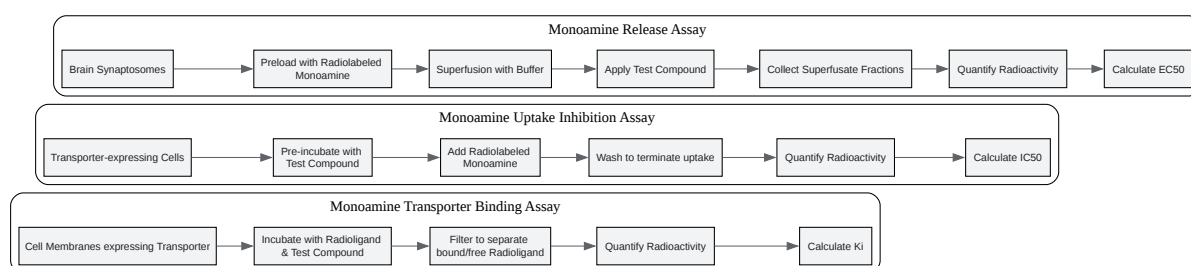 Monoamine Release Assay
Brain Synaptosomes
Preload with Radiolabeled
Monoamine
Superfusion with Buffer
Apply Test Compound
Collect Superfusate Fractions
Quantify Radioactivity
Calculate EC50
Monoamine Uptake Inhibition Assay
Transporter-expressing Cells
Pre-incubate with
Test Compound
Add Radiolabeled
Monoamine
Wash to terminate uptake
Quantify Radioactivity
Calculate IC50
Monoamine Transporter Binding Assay
Cell Membranes expressing Transporter
Incubate with Radioligand
& Test Compound
Filter to separate
bound/free Radioligand
Quantify Radioactivity
Calculate Ki